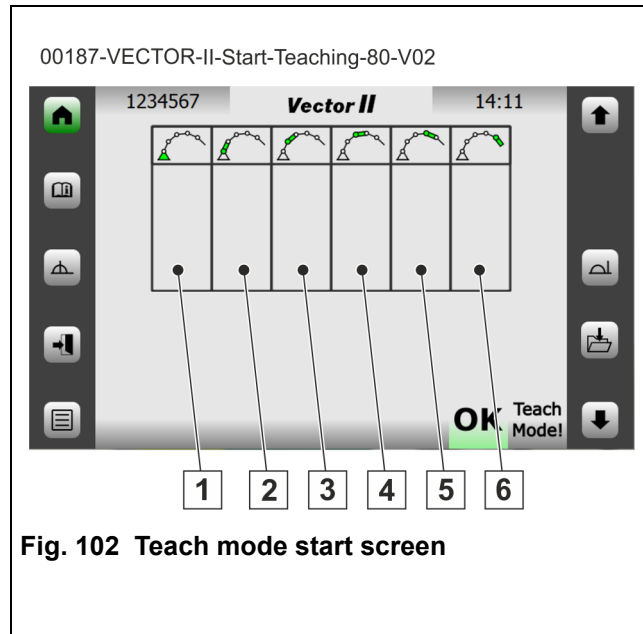 00187-VECTOR-II-Start-Teaching-80-V02
1234567 Vector II 14:11
OK Teach Mode!
1 2 3 4 5 6
Fig. 102 Teach mode start screen